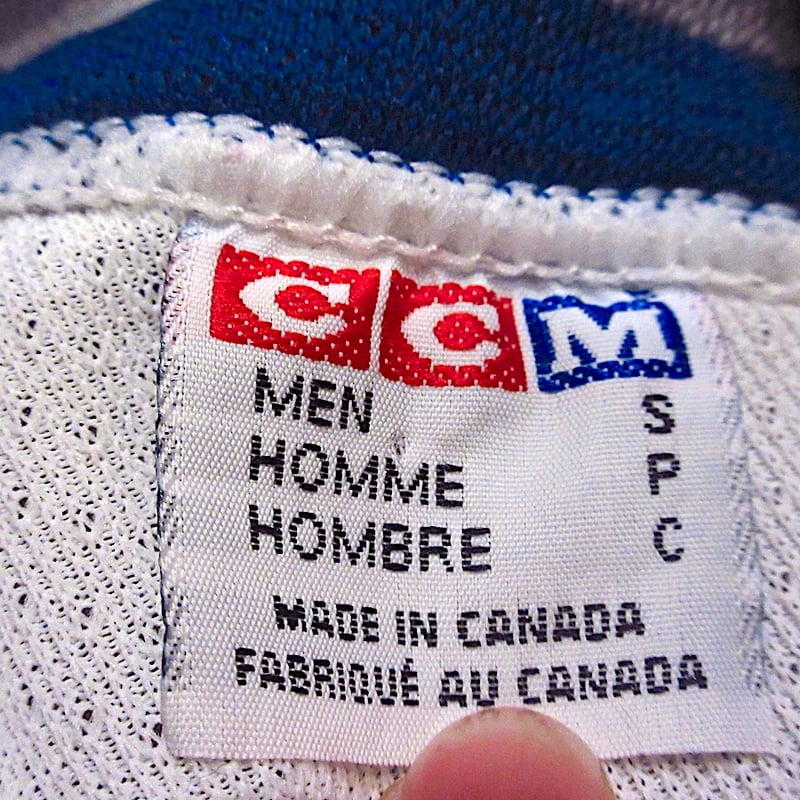 CCM
MEN S
HOMME P
HOMBRE C
MADE IN CANADA
FABRIQUÉ AU CANADA